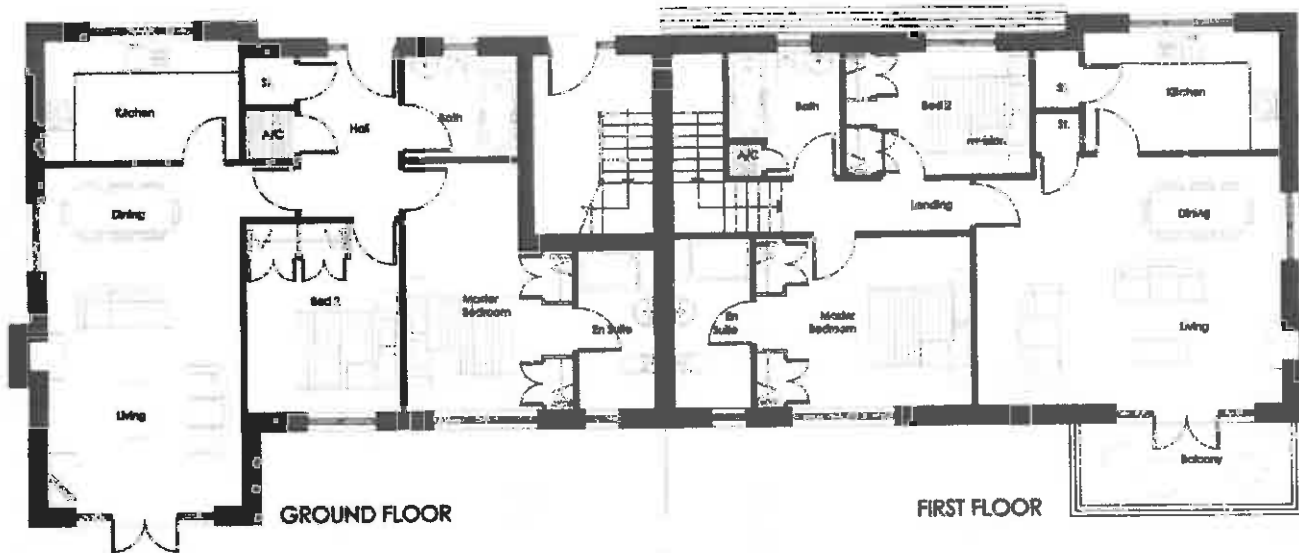 Kitchen
St.
A/C
Hall
Bath
Dining
Bed 2
Master
Bedroom
En Suite
Living
GROUND FLOOR
Bath
Bed 2
A/C
Landing
St.
St.
Kitchen
Dining
En
Suite
Master
Bedroom
Living
Balcony
FIRST FLOOR